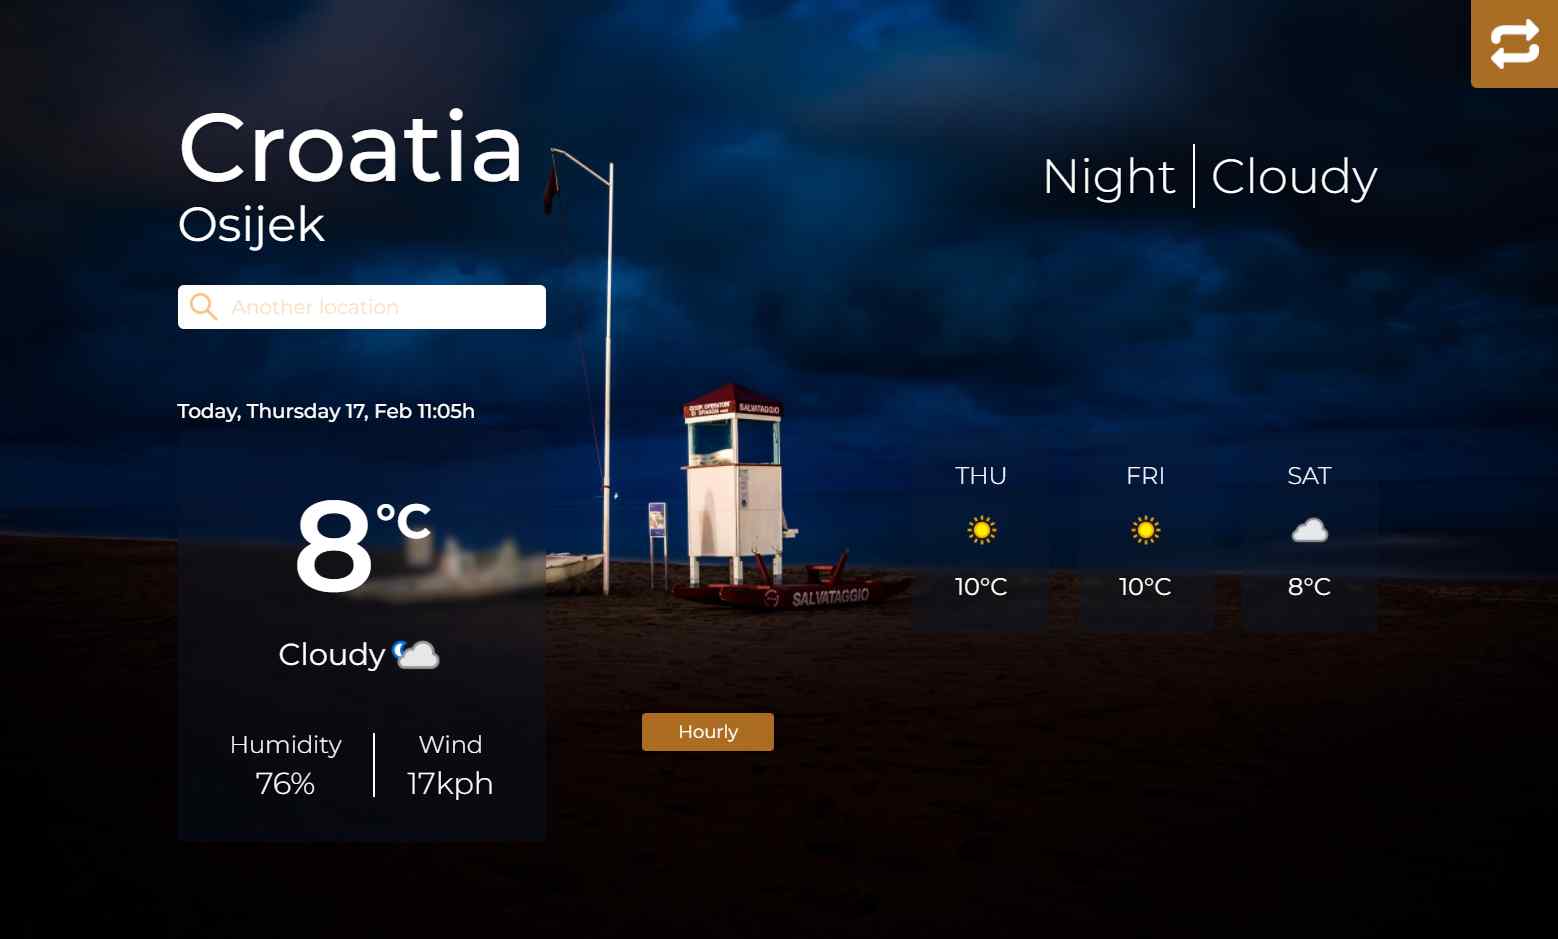 Croatia
Osijek
Night | Cloudy
Another location
Today, Thursday 17, Feb 11:05h
8°C
Cloudy
Humidity
76%
Wind
17kph
SALVATAGGIO
SALVATAGGIO
THU
10°C
FRI
10°C
SAT
8°C
Hourly